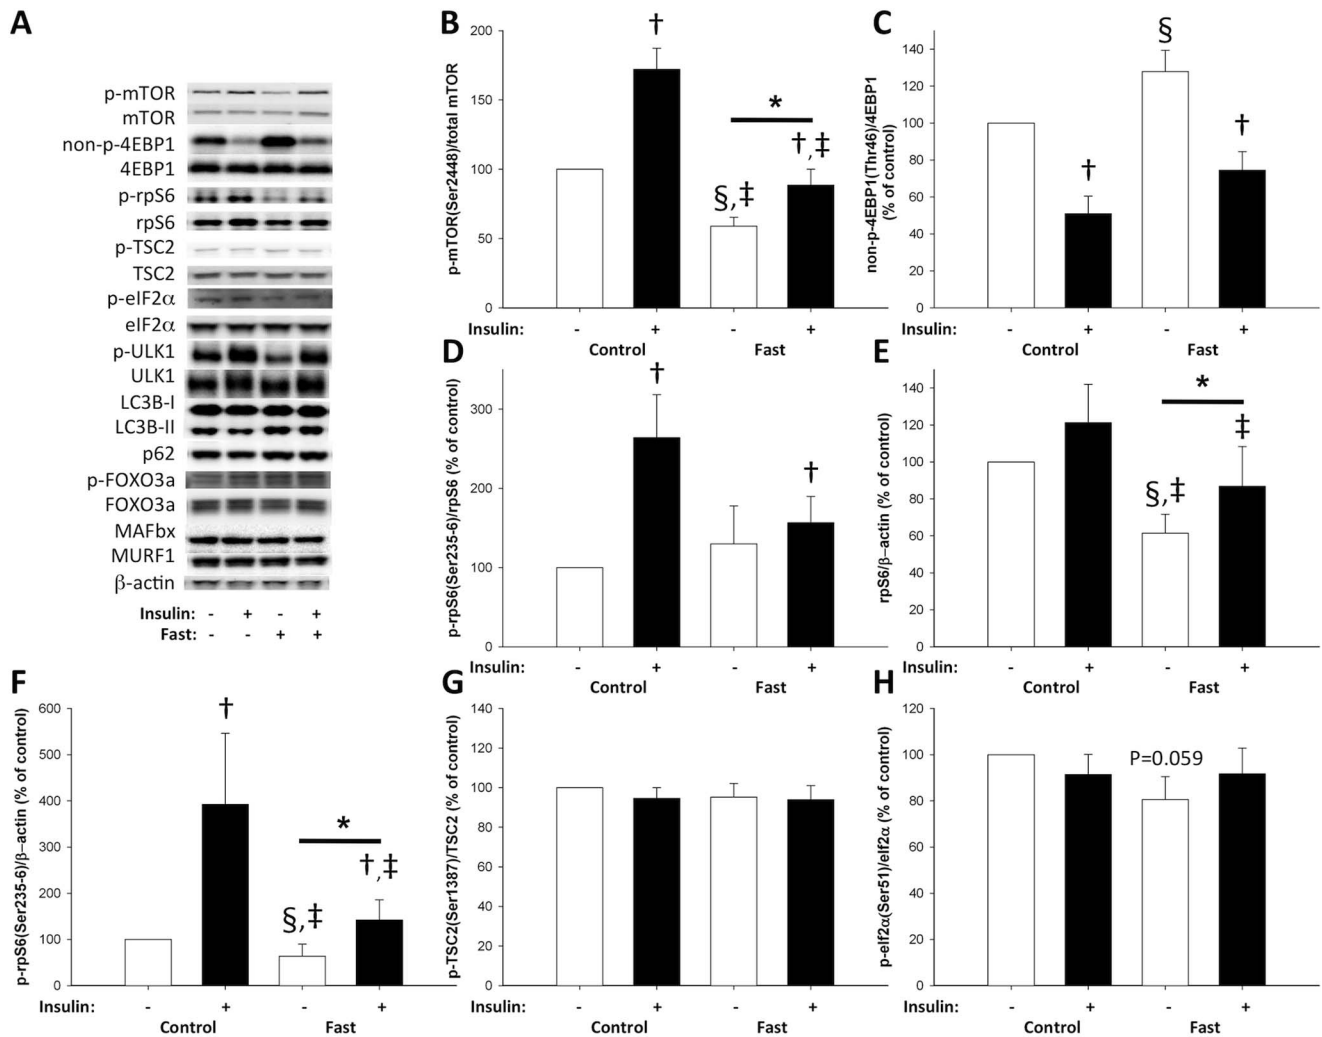 A
p-mTOR
mTOR
non-p-4EBP1
4EBP1
p-rpS6
rpS6
p-TSC2
TSC2
p-eIF2α
eIF2α
p-ULK1
ULK1
LC3B-I
LC3B-II
p62
p-FOXO3a
FOXO3a
MAFbx
MURF1
β-actin
Insulin: - + - +
Fast: - - + +
B
p-mTOR(Ser2448)/total mTOR
200
150
100
50
0
†
§,‡
*
†,‡
Insulin: - + - +
Control Fast
C
non-p-4EBP1(Thr46)/4EBP1
(% of control)
140
120
100
80
60
40
20
0
†
§
†
- + - +
Control Fast
D
p-rpS6(Ser235-6)/rpS6 (% of control)
300
200
100
0
†
†
Insulin: - + - +
Control Fast
E
rpS6/β-actin (% of control)
140
120
100
80
60
40
20
0
§,‡
*
‡
- + - +
Control Fast
F
p-rpS6(Ser235-6)/β-actin (% of control)
600
500
400
300
200
100
0
†
§,‡
*
†,‡
Insulin: - + - +
Control Fast
G
p-TSC2(Ser1387)/TSC2 (% of control)
140
120
100
80
60
40
20
0
Insulin: - + - +
Control Fast
H
p-eIf2α(Ser51)/eIf2α (% of control)
120
100
80
60
40
20
0
P=0.059
- + - +
Control Fast